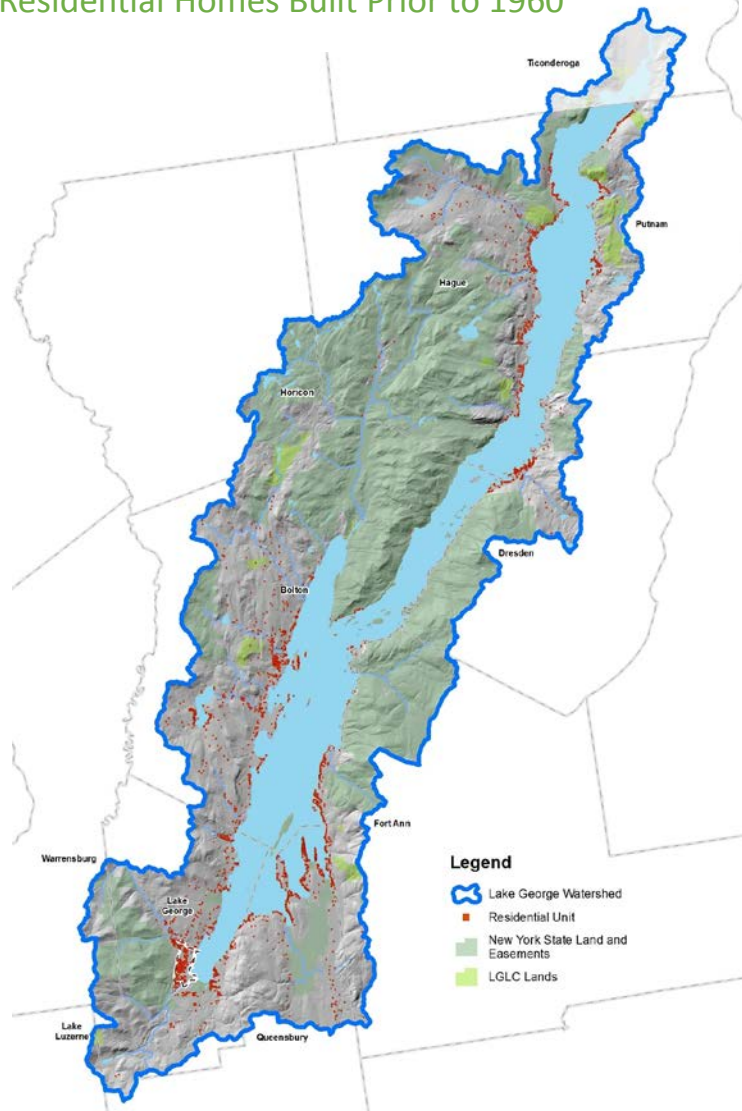 Residential Homes Built Prior to 1960
Ticonderoga
Putnam
Hague
Horicon
Dresden
Bolton
Fort Ann
Warrensburg
Lake
George
Lake
Luzerne
Queensbury
Legend
Lake George Watershed
Residential Unit
New York State Land and
Easements
LGLC Lands